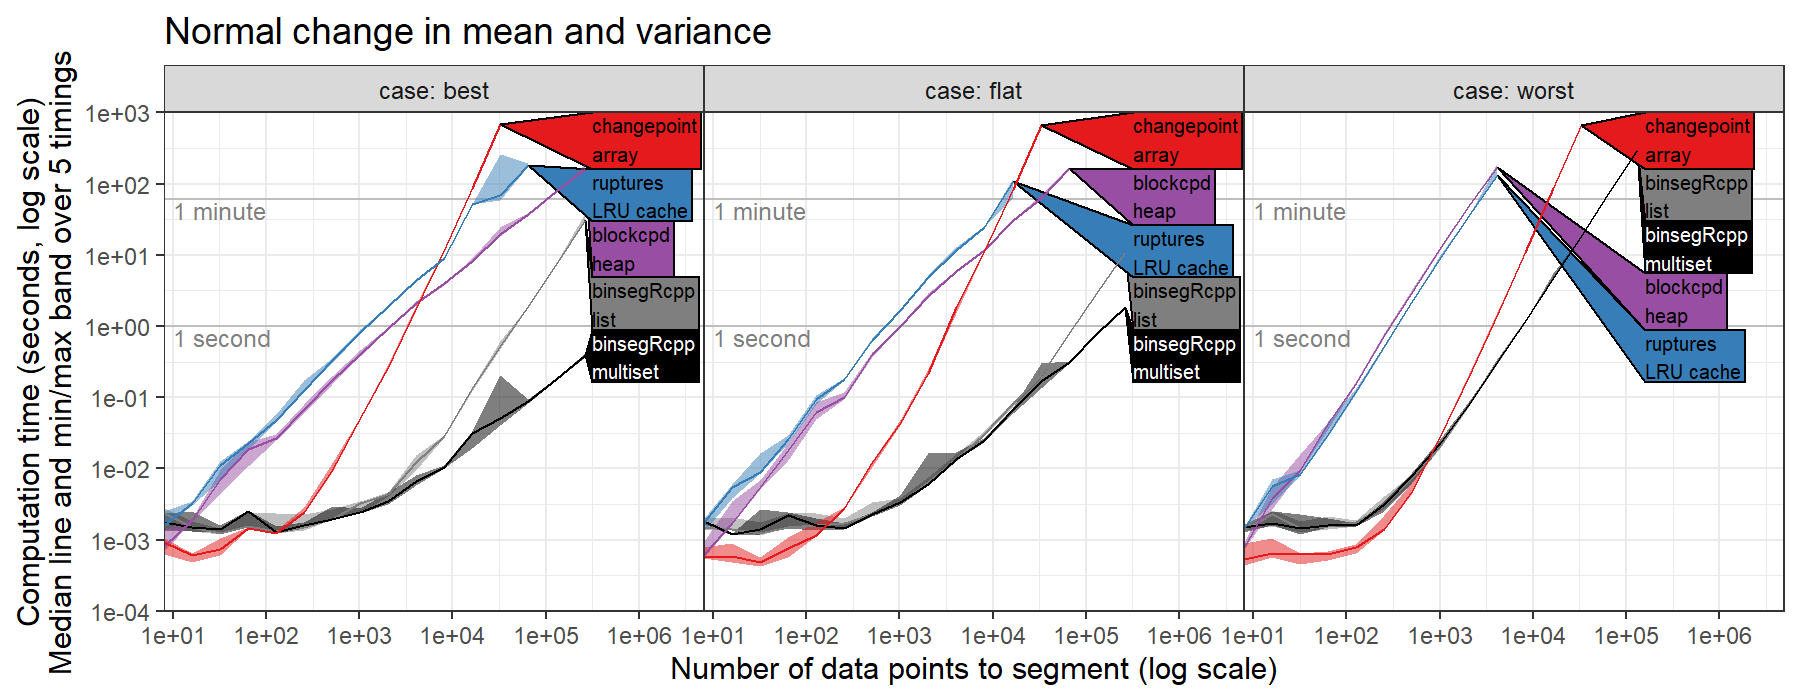 Normal change in mean and variance
Computation time (seconds, log scale)
Median line and min/max band over 5 timings
case: best
case: flat
case: worst
1e+03
1e+02
1e+01
1e+00
1e-01
1e-02
1e-03
1e-04
1 minute
1 second
changepoint
array
ruptures
LRU cache
blockcpd
heap
binsegRcpp
list
binsegRcpp
multiset
1 minute
1 second
changepoint
array
blockcpd
heap
ruptures
LRU cache
binsegRcpp
list
binsegRcpp
multiset
1 minute
1 second
changepoint
array
binsegRcpp
list
binsegRcpp
multiset
blockcpd
heap
ruptures
LRU cache
1e+01 1e+02 1e+03 1e+04 1e+05 1e+06
1e+01 1e+02 1e+03 1e+04 1e+05 1e+06
1e+01 1e+02 1e+03 1e+04 1e+05 1e+06
Number of data points to segment (log scale)